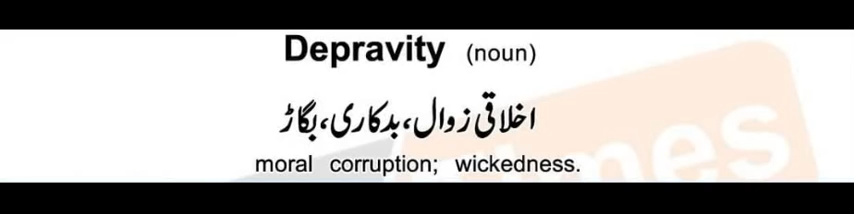 Depravity (noun)
اخلاقی زوال، بدکاری، بگاڑ
moral corruption; wickedness.